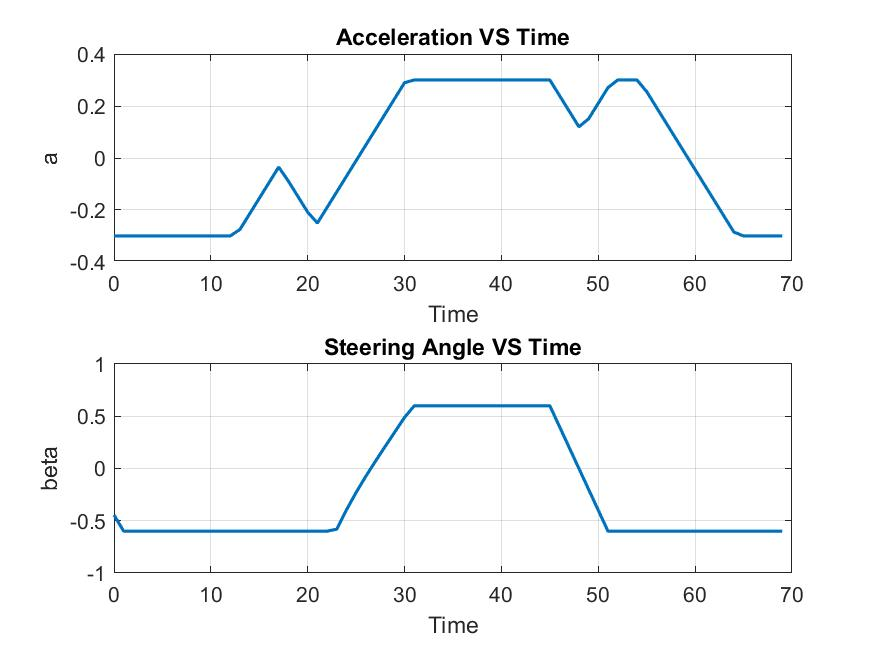 Acceleration VS Time
0.4
0.2
0
-0.2
-0.4
a
0 10 20 30 40 50 60 70
Time
Steering Angle VS Time
1
0.5
0
-0.5
-1
beta
0 10 20 30 40 50 60 70
Time